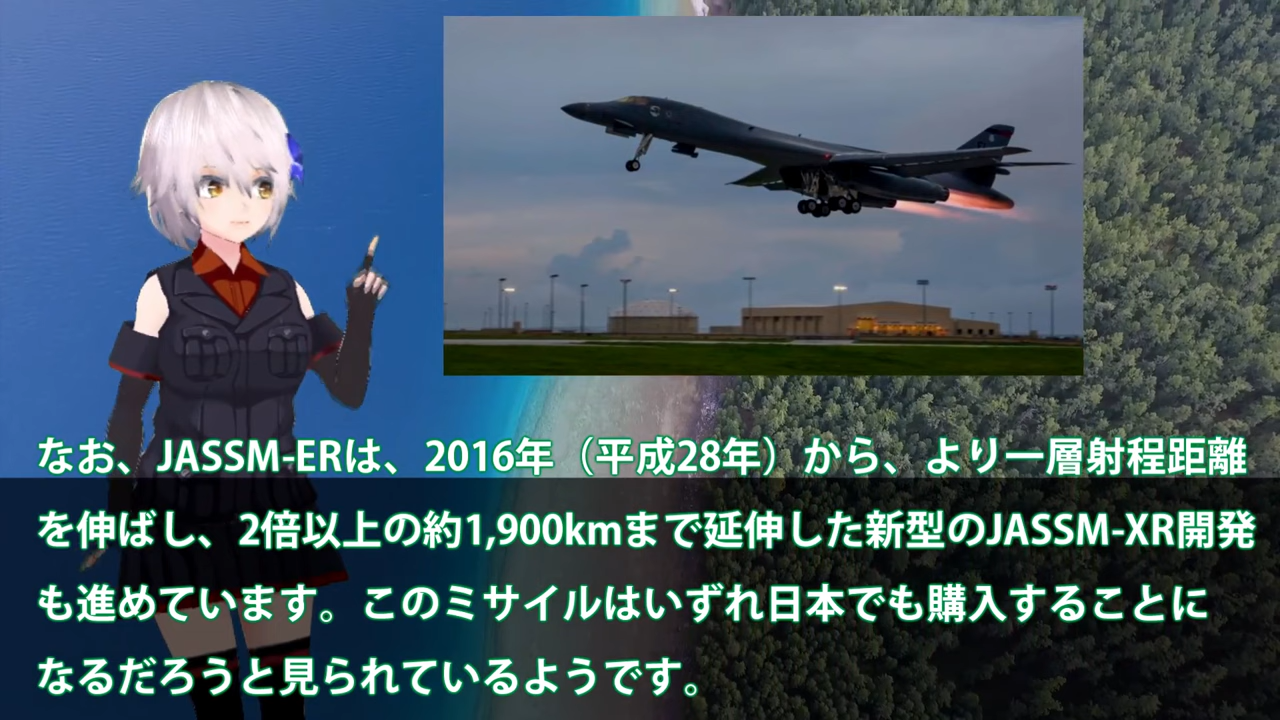 なお、JASSM-ERは、2016年（平成28年）から、より一層射程距離
を伸ばし、2倍以上の約1,900kmまで延伸した新型のJASSM-XR開発
も進めています。このミサイルはいずれ日本でも購入することに
なるだろうと見られているようです。